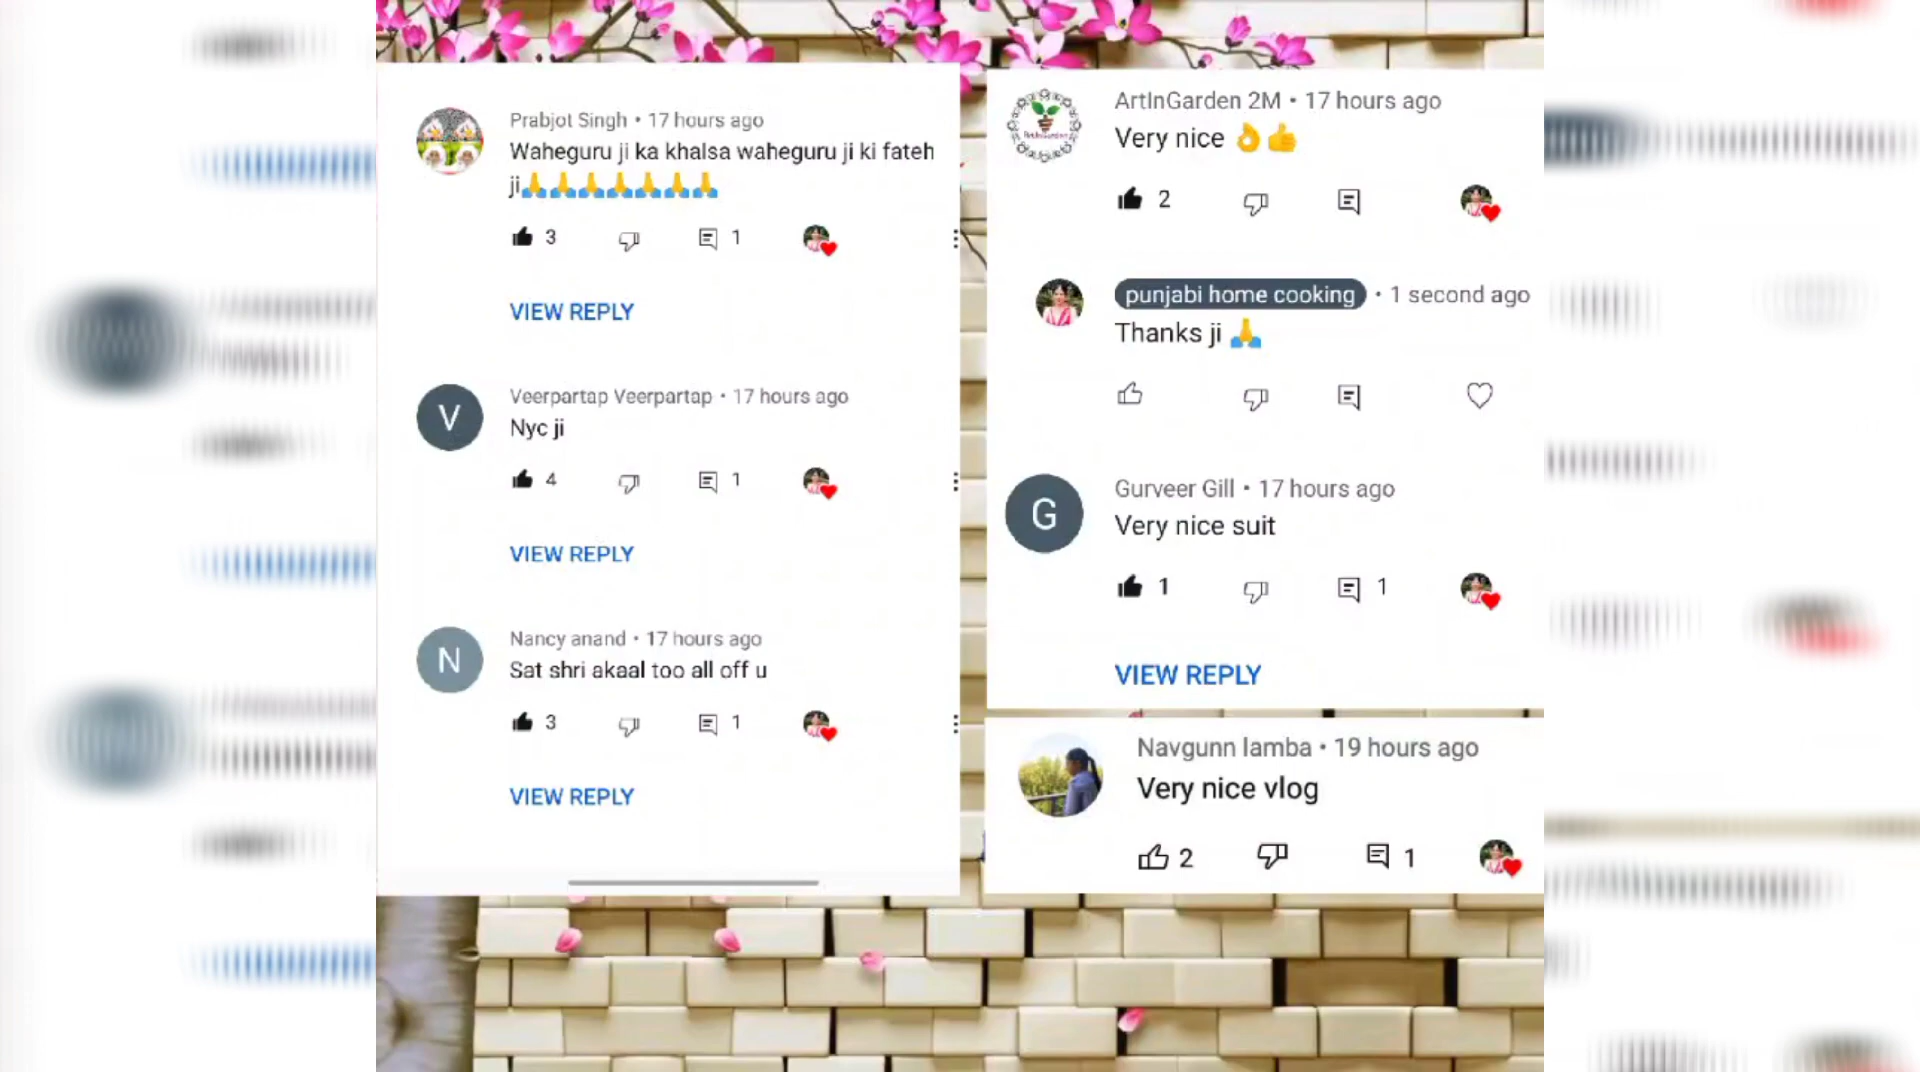 Prabjot Singh • 17 hours ago
Waheguru ji ka khalsa waheguru ji ki fateh
ji🙏🙏🙏🙏🙏🙏🙏
3
1
VIEW REPLY
V
Veerpartap Veerpartap • 17 hours ago
Nyc ji
4
1
VIEW REPLY
N
Nancy anand • 17 hours ago
Sat shri akaal too all off u
3
1
VIEW REPLY
ArtInGarden 2M • 17 hours ago
Very nice 👌👍
2
punjabi home cooking • 1 second ago
Thanks ji 🙏
G
Gurveer Gill • 17 hours ago
Very nice suit
1
1
VIEW REPLY
Navgunn lamba • 19 hours ago
Very nice vlog
2
1